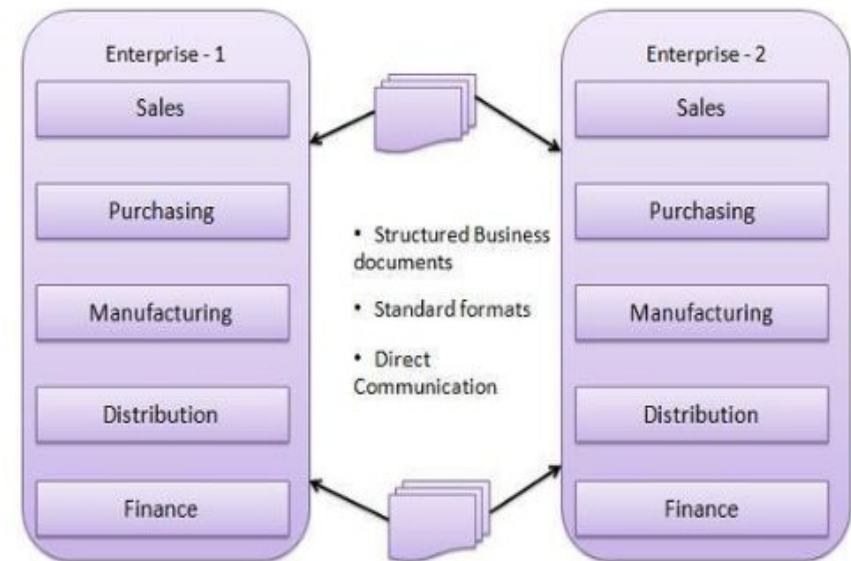 Enterprise - 1
Sales
Purchasing
Manufacturing
Distribution
Finance
• Structured Business
documents
• Standard formats
• Direct
Communication
Enterprise - 2
Sales
Purchasing
Manufacturing
Distribution
Finance